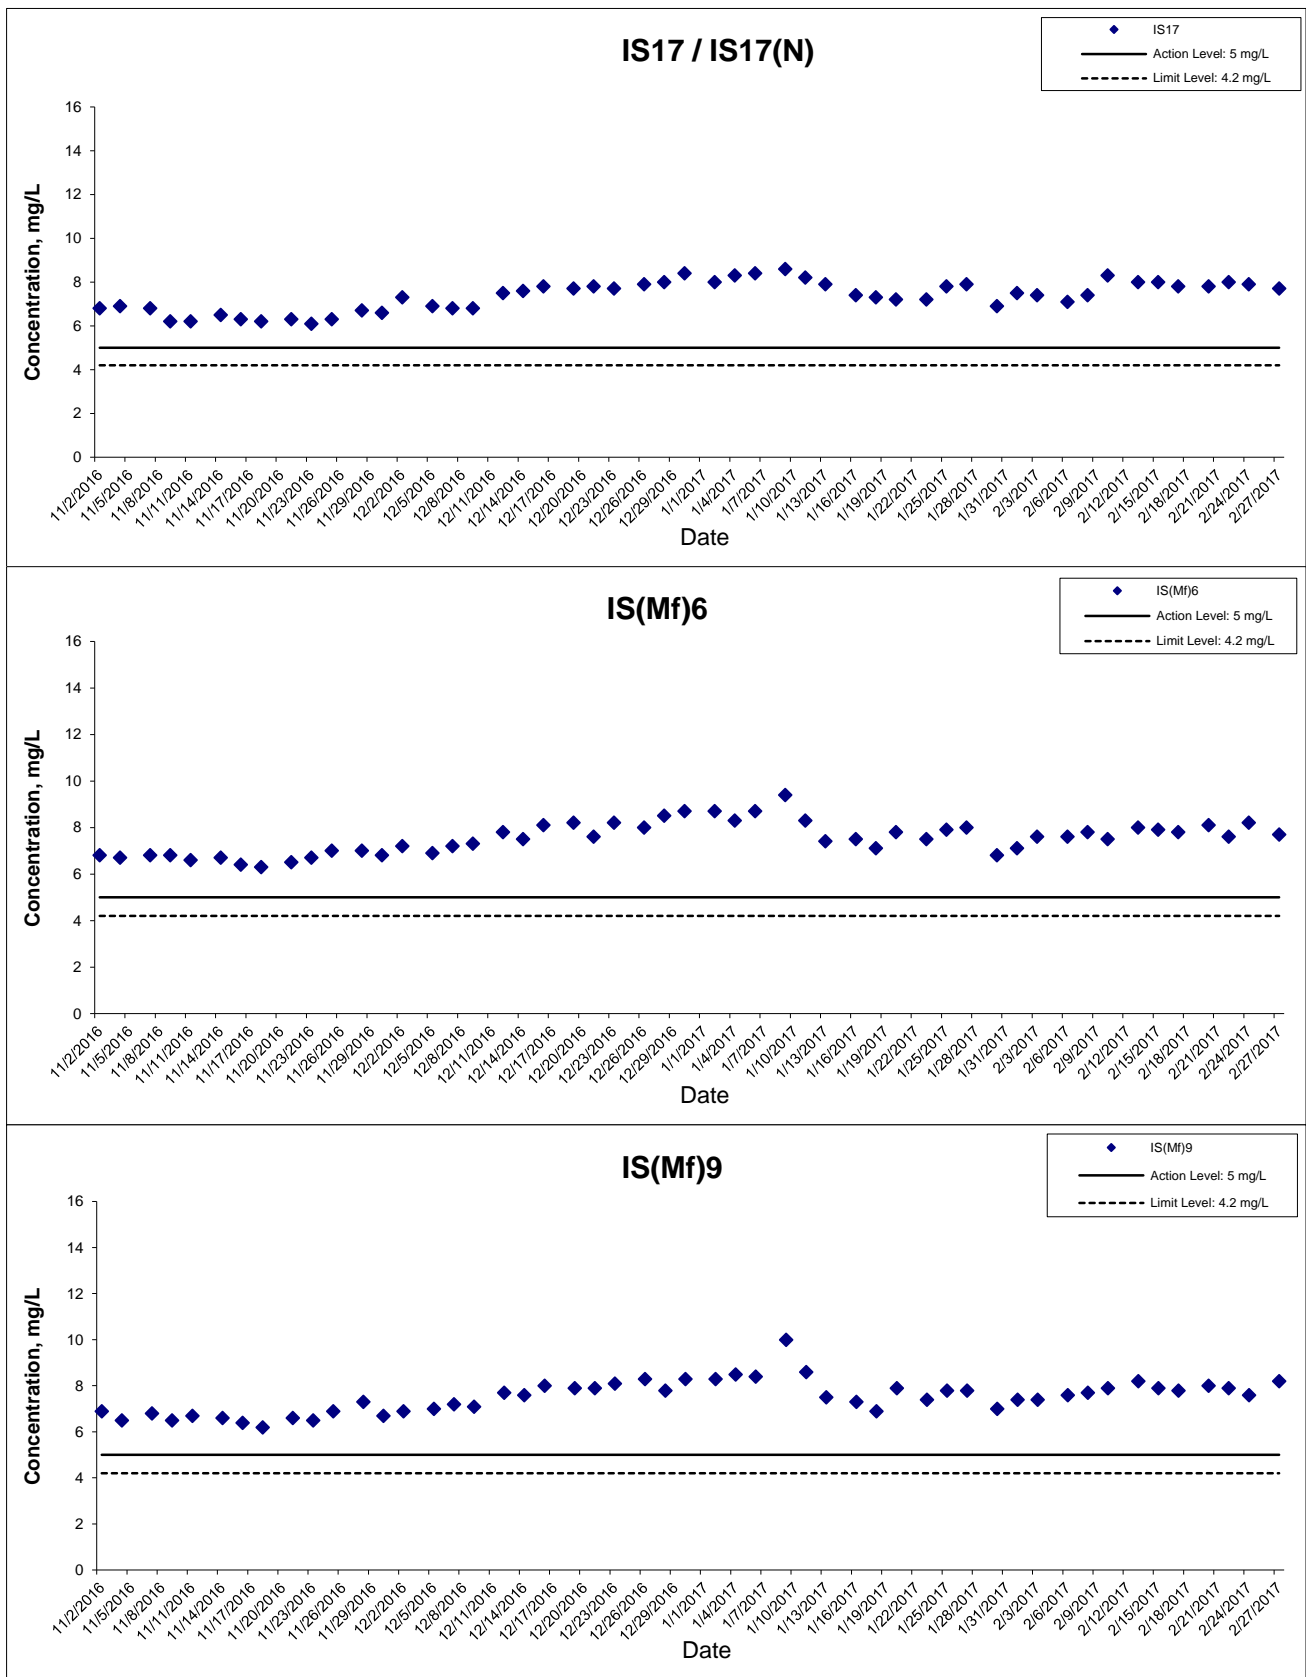 IS17 / IS17(N)
IS17
Action Level: 5 mg/L
Limit Level: 4.2 mg/L
Concentration, mg/L
16
14
12
10
8
6
4
2
0
11/2/2016 11/5/2016 11/8/2016 11/11/2016 11/14/2016 11/17/2016 11/20/2016 11/23/2016 11/26/2016 11/29/2016 12/2/2016 12/5/2016 12/8/2016 12/11/2016 12/14/2016 12/17/2016 12/20/2016 12/23/2016 12/26/2016 12/29/2016 1/1/2017 1/4/2017 1/7/2017 1/10/2017 1/13/2017 1/16/2017 1/19/2017 1/22/2017 1/25/2017 1/28/2017 1/31/2017 2/3/2017 2/6/2017 2/9/2017 2/12/2017 2/15/2017 2/18/2017 2/21/2017 2/24/2017 2/27/2017
Date
IS(Mf)6
IS(Mf)6
Action Level: 5 mg/L
Limit Level: 4.2 mg/L
Concentration, mg/L
16
14
12
10
8
6
4
2
0
11/2/2016 11/5/2016 11/8/2016 11/11/2016 11/14/2016 11/17/2016 11/20/2016 11/23/2016 11/26/2016 11/29/2016 12/2/2016 12/5/2016 12/8/2016 12/11/2016 12/14/2016 12/17/2016 12/20/2016 12/23/2016 12/26/2016 12/29/2016 1/1/2017 1/4/2017 1/7/2017 1/10/2017 1/13/2017 1/16/2017 1/19/2017 1/22/2017 1/25/2017 1/28/2017 1/31/2017 2/3/2017 2/6/2017 2/9/2017 2/12/2017 2/15/2017 2/18/2017 2/21/2017 2/24/2017 2/27/2017
Date
IS(Mf)9
IS(Mf)9
Action Level: 5 mg/L
Limit Level: 4.2 mg/L
Concentration, mg/L
16
14
12
10
8
6
4
2
0
11/2/2016 11/5/2016 11/8/2016 11/11/2016 11/14/2016 11/17/2016 11/20/2016 11/23/2016 11/26/2016 11/29/2016 12/2/2016 12/5/2016 12/8/2016 12/11/2016 12/14/2016 12/17/2016 12/20/2016 12/23/2016 12/26/2016 12/29/2016 1/1/2017 1/4/2017 1/7/2017 1/10/2017 1/13/2017 1/16/2017 1/19/2017 1/22/2017 1/25/2017 1/28/2017 1/31/2017 2/3/2017 2/6/2017 2/9/2017 2/12/2017 2/15/2017 2/18/2017 2/21/2017 2/24/2017 2/27/2017
Date